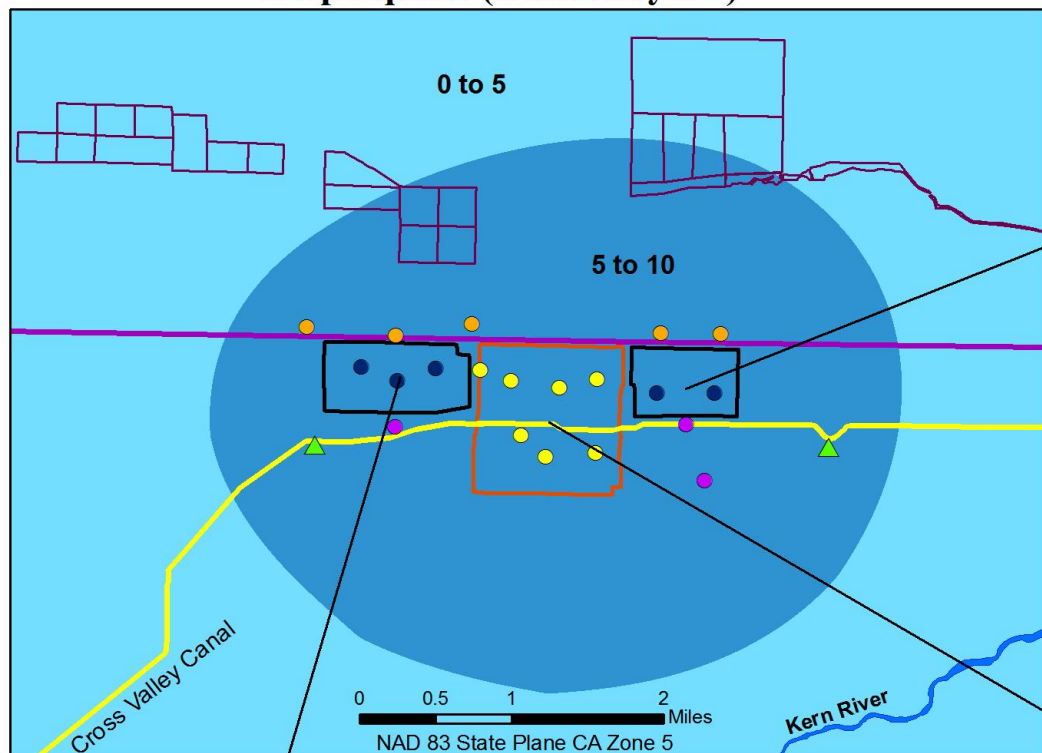 0 to 5
5 to 10
Cross Valley Canal
Kern River
0 0.5 1 2
Miles
NAD 83 State Plane CA Zone 5